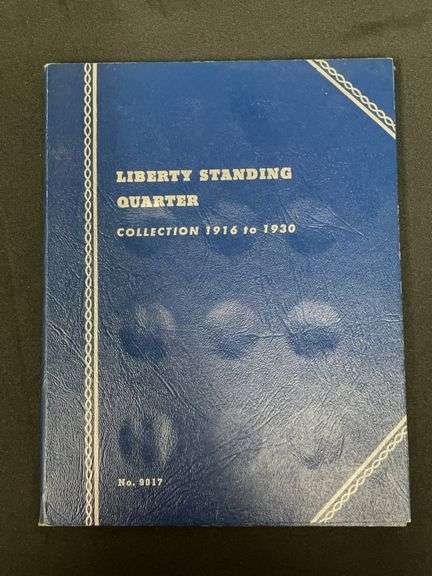 LIBERTY STANDING
QUARTER
COLLECTION 1916 to 1930
No. 9017